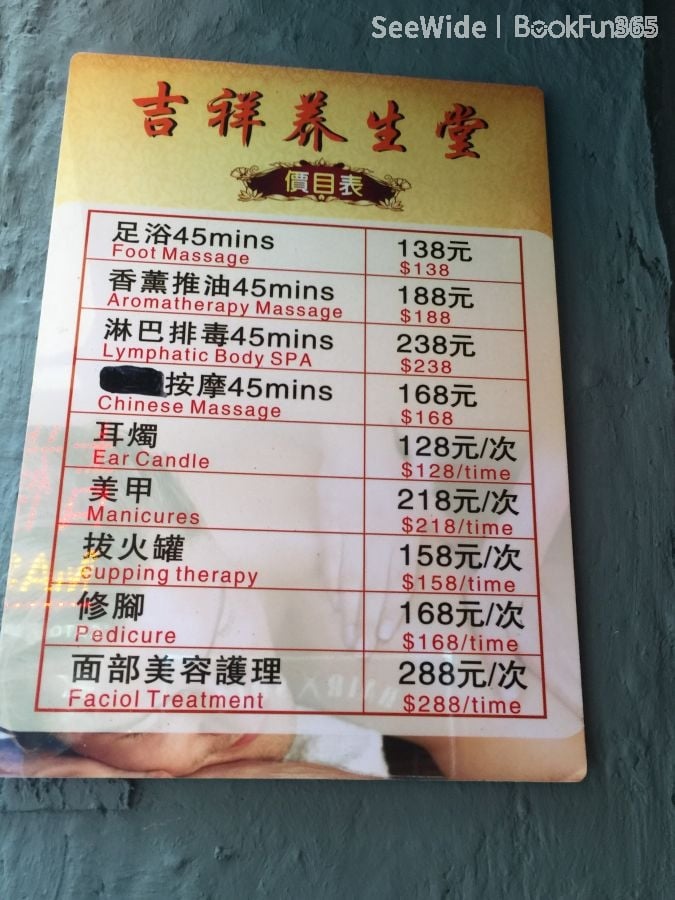 SeeWide | BookFun365
吉祥养生堂
價目表
足浴45mins
Foot Massage
138元
$138
香薰推油45mins
Aromatherapy Massage
188元
$188
淋巴排毒45mins
Lymphatic Body SPA
238元
$238
按摩45mins
Chinese Massage
168元
$168
耳燭
Ear Candle
128元/次
$128/time
美甲
Manicures
218元/次
$218/time
拔火罐
cupping therapy
158元/次
$158/time
修腳
Pedicure
168元/次
$168/time
面部美容護理
Faciol Treatment
288元/次
$288/time